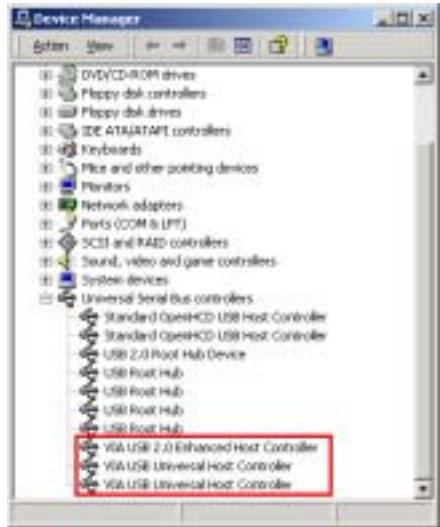 Device Manager
Action View
DVD/CD-ROM drives
Floppy disk controllers
Floppy disk drives
IDE ATA/ATAPI controllers
Keyboards
Mice and other pointing devices
Monitors
Network adapters
Ports (COM & LPT)
SCSI and RAID controllers
Sound, video and game controllers
System devices
Universal Serial Bus controllers
Standard OpenHCD USB Host Controller
Standard OpenHCD USB Host Controller
USB 2.0 Root Hub Device
USB Root Hub
USB Root Hub
USB Root Hub
USB Root Hub
VIA USB 2.0 Enhanced Host Controller
VIA USB Universal Host Controller
VIA USB Universal Host Controller